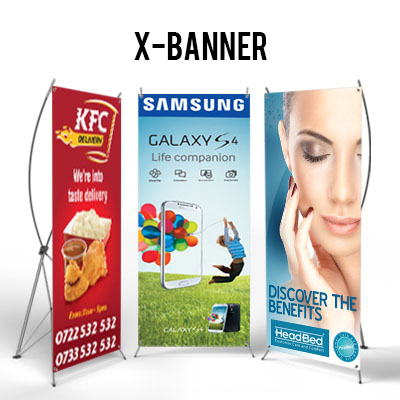 X-BANNER
KFC
DELIVERY
We're into
taste delivery
0722 532 532
0733 532 532
SAMSUNG
GALAXY S4
Life companion
GALAXY S4
DISCOVER THE
BENEFITS
HeadBed